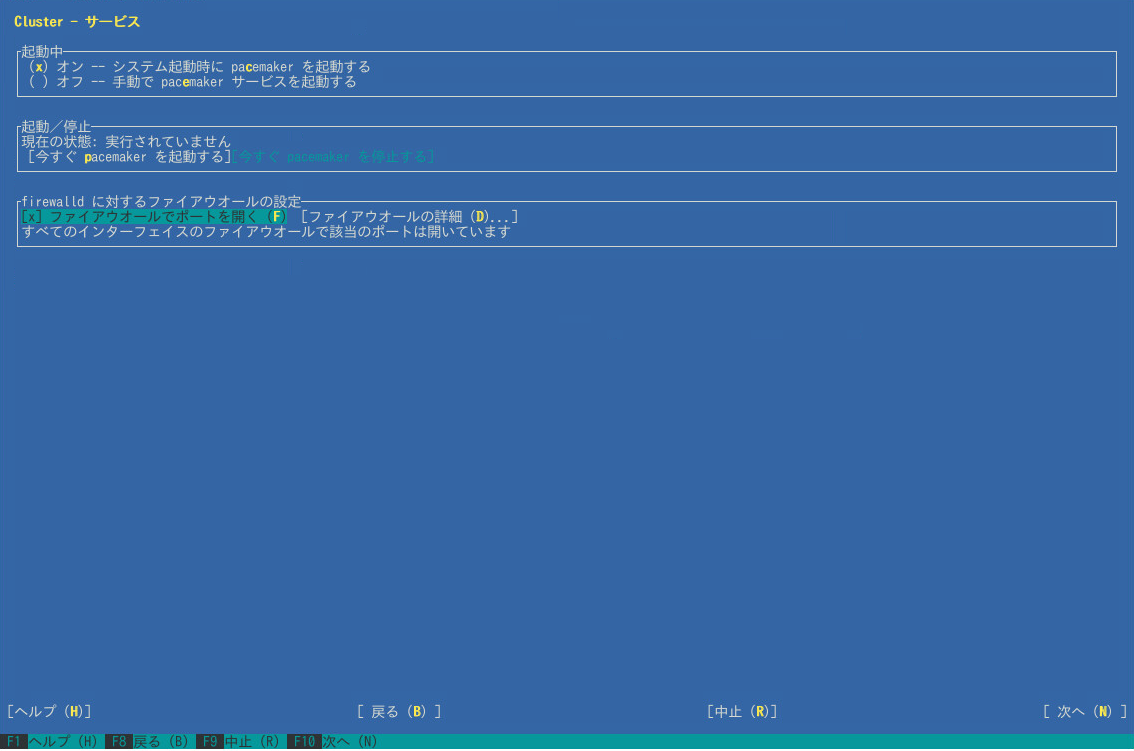 Cluster - サービス
起動中
(x) オン -- システム起動時に pacemaker を起動する
( ) オフ -- 手動で pacemaker サービスを起動する
起動／停止
現在の状態: 実行されていません
[今すぐ pacemaker を起動する][今すぐ pacemaker を停止する]
firewalld に対するファイアウオールの設定
[x] ファイアウオールでポートを開く (F) [ファイアウオールの詳細 (D)...]
すべてのインターフェイスのファイアウオールで該当のポートは開いています
[ヘルプ (H)] [ 戻る (B) ] [中止 (R)] [ 次へ (N) ]
F1 ヘルプ (H) F8 戻る (B) F9 中止 (R) F10 次へ (N)